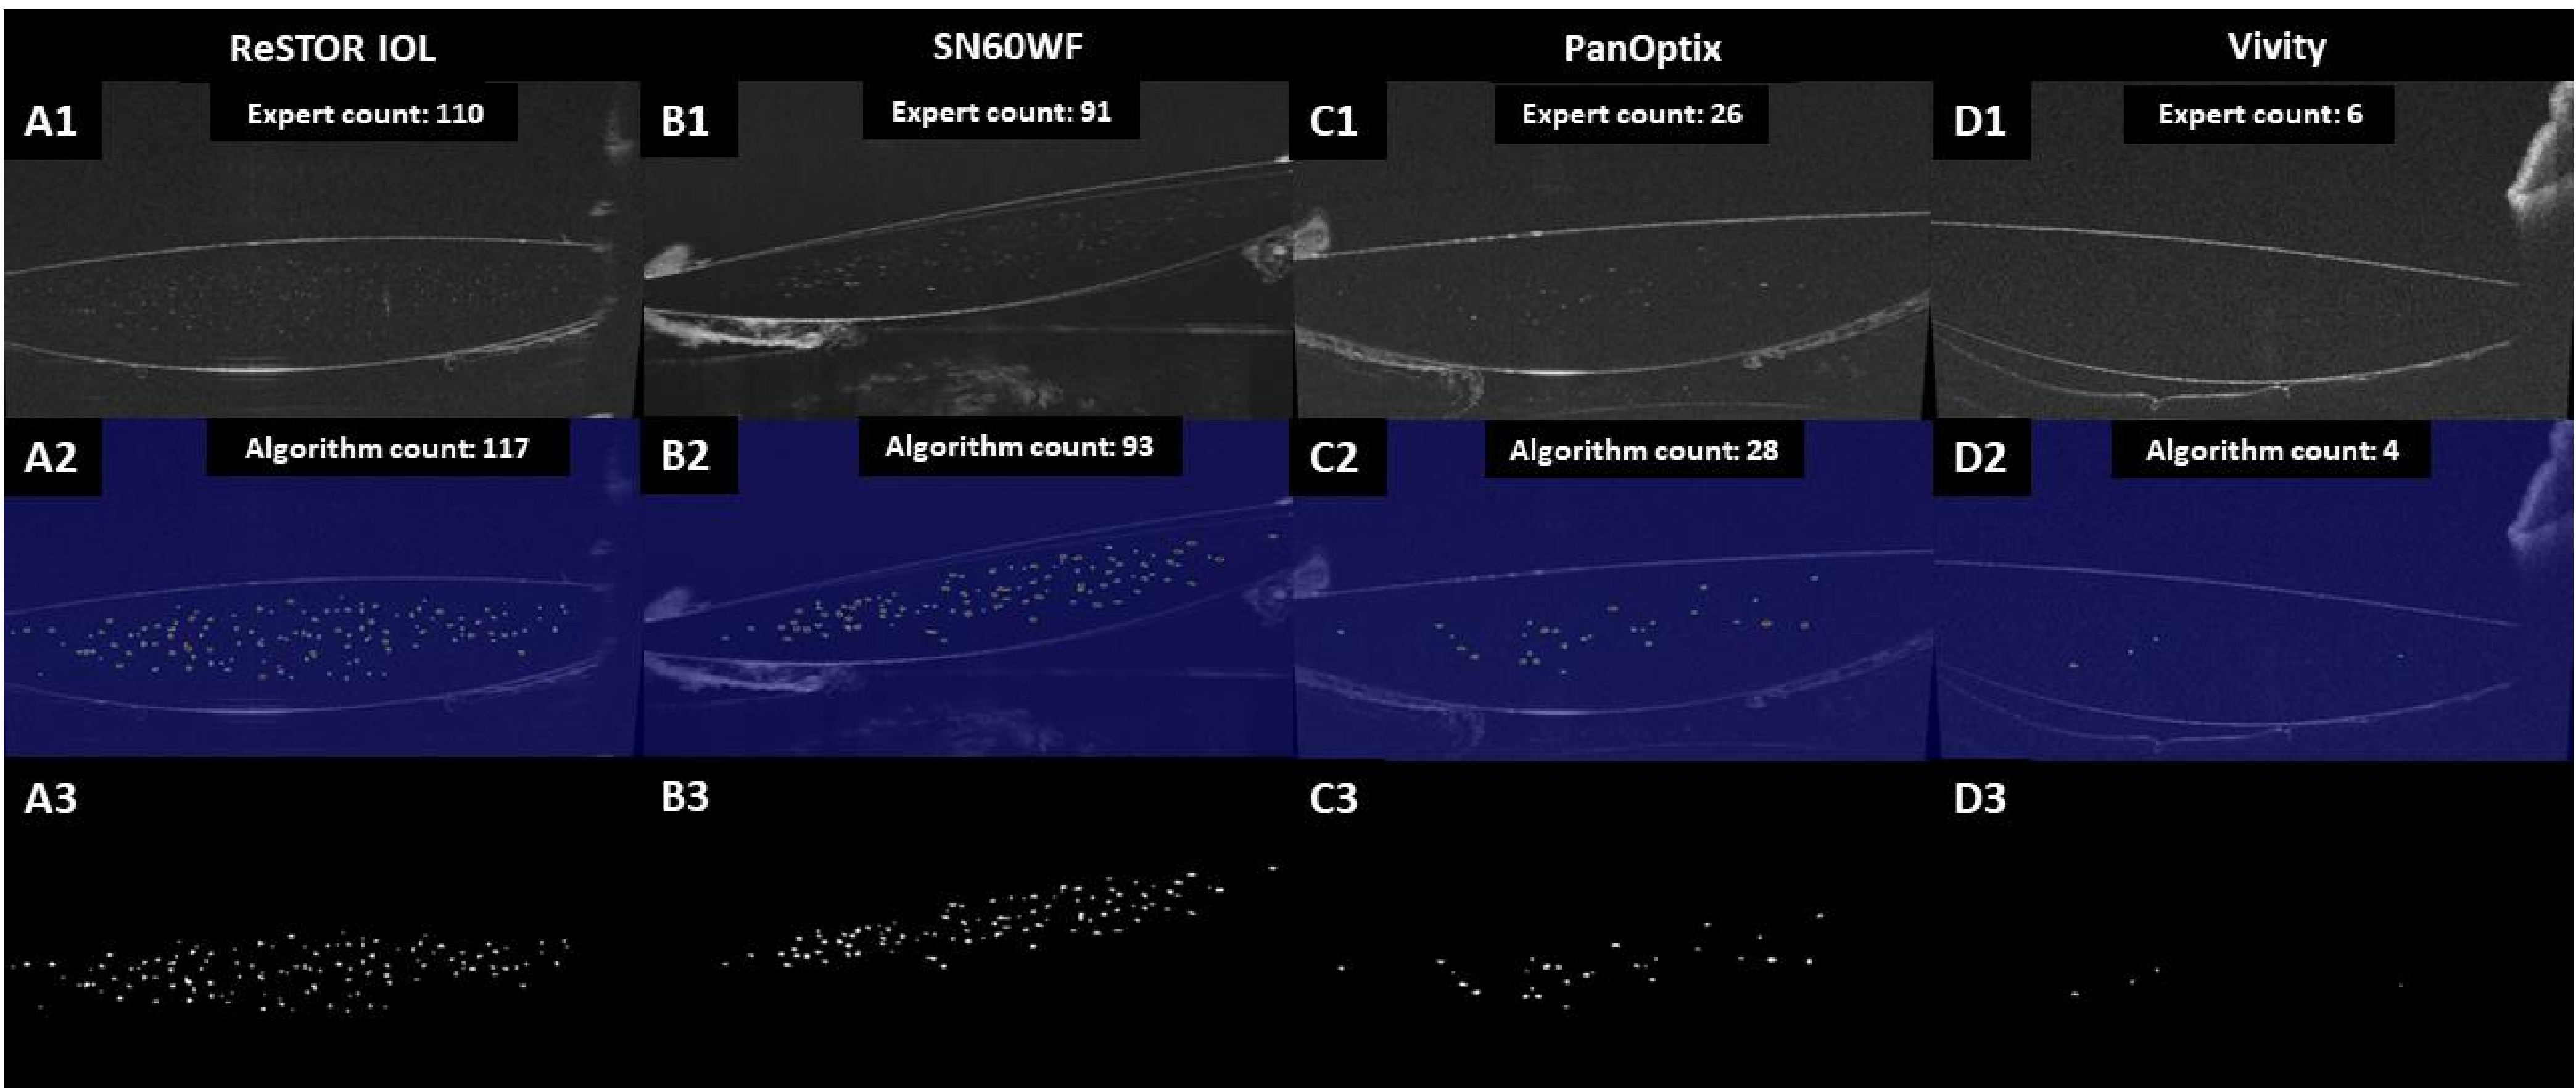 ReSTOR IOL
SN60WF
PanOptix
Vivity
A1
Expert count: 110
B1
Expert count: 91
C1
Expert count: 26
D1
Expert count: 6
A2
Algorithm count: 117
B2
Algorithm count: 93
C2
Algorithm count: 28
D2
Algorithm count: 4
A3
B3
C3
D3